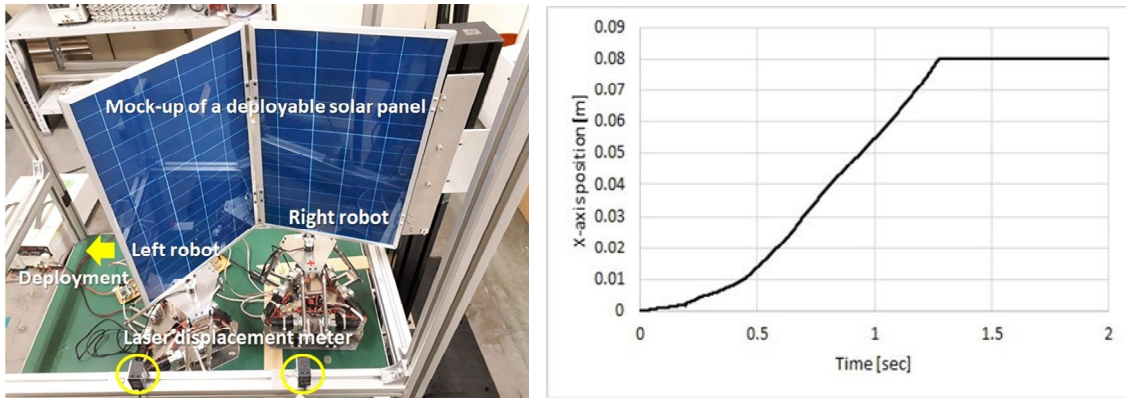 Mock-up of a deployable solar panel
Right robot
Left robot
Deployment
Laser displacement meter
X-axis position [m]
0.09
0.08
0.07
0.06
0.05
0.04
0.03
0.02
0.01
0
0 0.5 1 1.5 2
Time [sec]